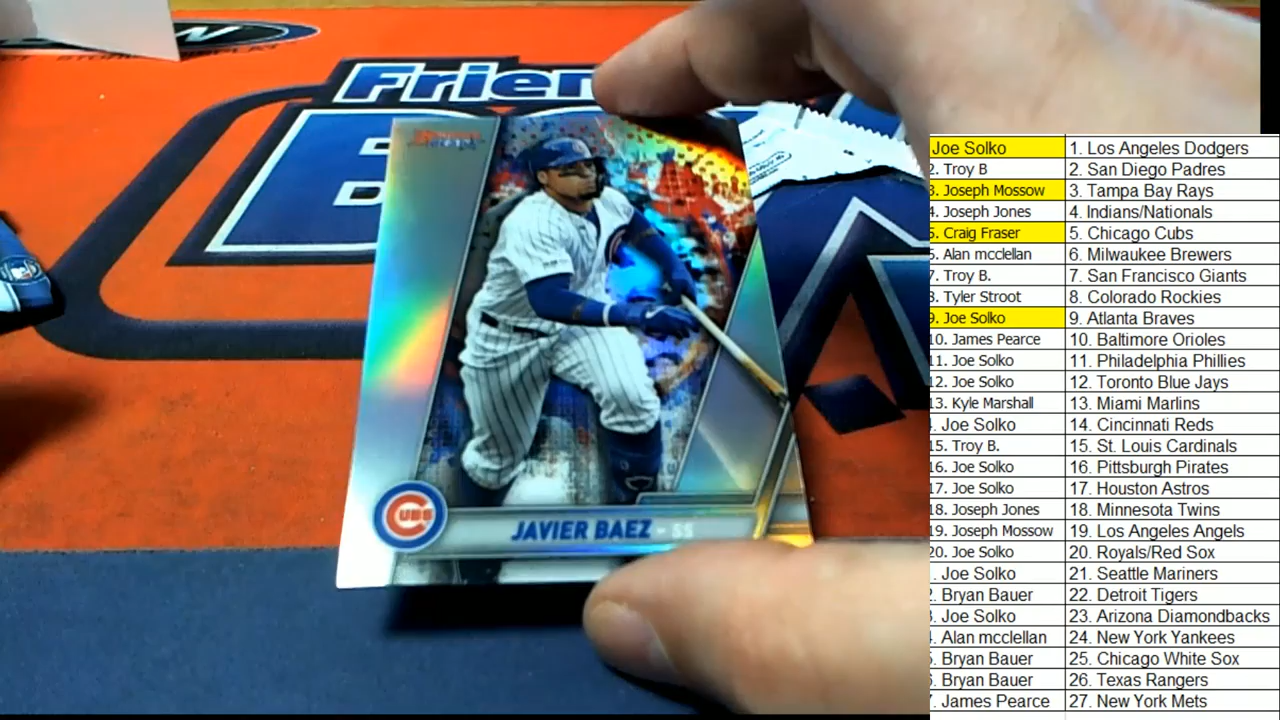 Frien
CUBS
JAVIER BAEZ - SS
Joe Solko 1. Los Angeles Dodgers
2. Troy B 2. San Diego Padres
3. Joseph Mossow 3. Tampa Bay Rays
4. Joseph Jones 4. Indians/Nationals
5. Craig Fraser 5. Chicago Cubs
6. Alan mcclellan 6. Milwaukee Brewers
7. Troy B. 7. San Francisco Giants
8. Tyler Stroot 8. Colorado Rockies
9. Joe Solko 9. Atlanta Braves
10. James Pearce 10. Baltimore Orioles
11. Joe Solko 11. Philadelphia Phillies
12. Joe Solko 12. Toronto Blue Jays
13. Kyle Marshall 13. Miami Marlins
. Joe Solko 14. Cincinnati Reds
15. Troy B. 15. St. Louis Cardinals
16. Joe Solko 16. Pittsburgh Pirates
17. Joe Solko 17. Houston Astros
18. Joseph Jones 18. Minnesota Twins
19. Joseph Mossow 19. Los Angeles Angels
20. Joe Solko 20. Royals/Red Sox
. Joe Solko 21. Seattle Mariners
2. Bryan Bauer 22. Detroit Tigers
3. Joe Solko 23. Arizona Diamondbacks
4. Alan mcclellan 24. New York Yankees
5. Bryan Bauer 25. Chicago White Sox
6. Bryan Bauer 26. Texas Rangers
7. James Pearce 27. New York Mets